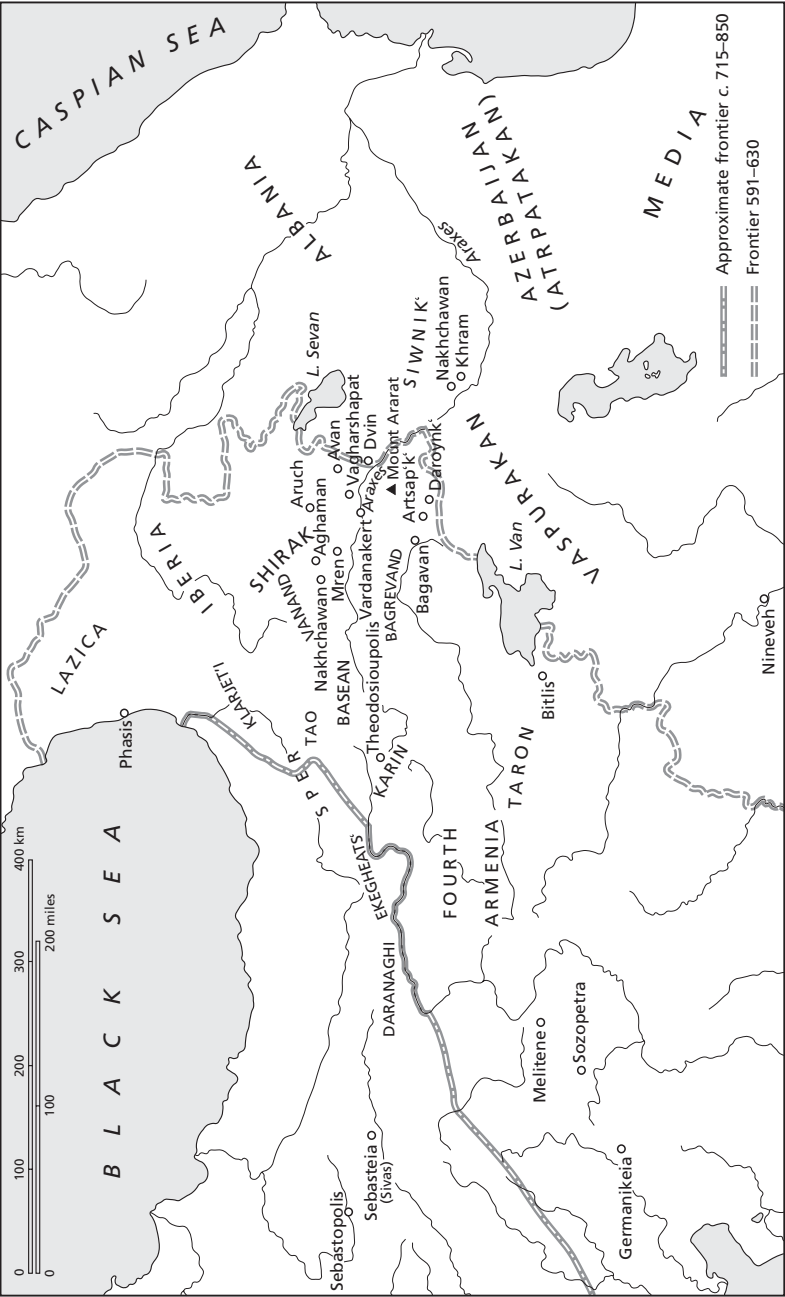 0 100 200 300 400 km
0 100 200 miles
BLACK SEA
CASPIAN SEA
Phasis
LAZICA
IBERIA
ALBANIA
KLARJET'I
SPER
TAO
BASEAN
VANAND
SHIRAK
Aruch
Aghaman
Nakhchawan
Mren
Avan
Vagharshapat
Dvin
L. Sevan
Araxes
Vardanakert
Mount Ararat
Artsap'k'
Daroynk'
BAGREVAND
Bagavan
SIWNIK'
Nakhchawan
Khram
Araxes
AZERBAIJAN
(ATRPATAKAN)
MEDIA
VASPURAKAN
L. Van
Bitlis
TARON
Theodosioupolis
KARIN
EKEGHEATS'
DARANAGHI
FOURTH
ARMENIA
Sebastopolis
Sebasteia
(Sivas)
Melitene
Sozopetra
Germanikeia
Nineveh
Approximate frontier c. 715–850
Frontier 591–630